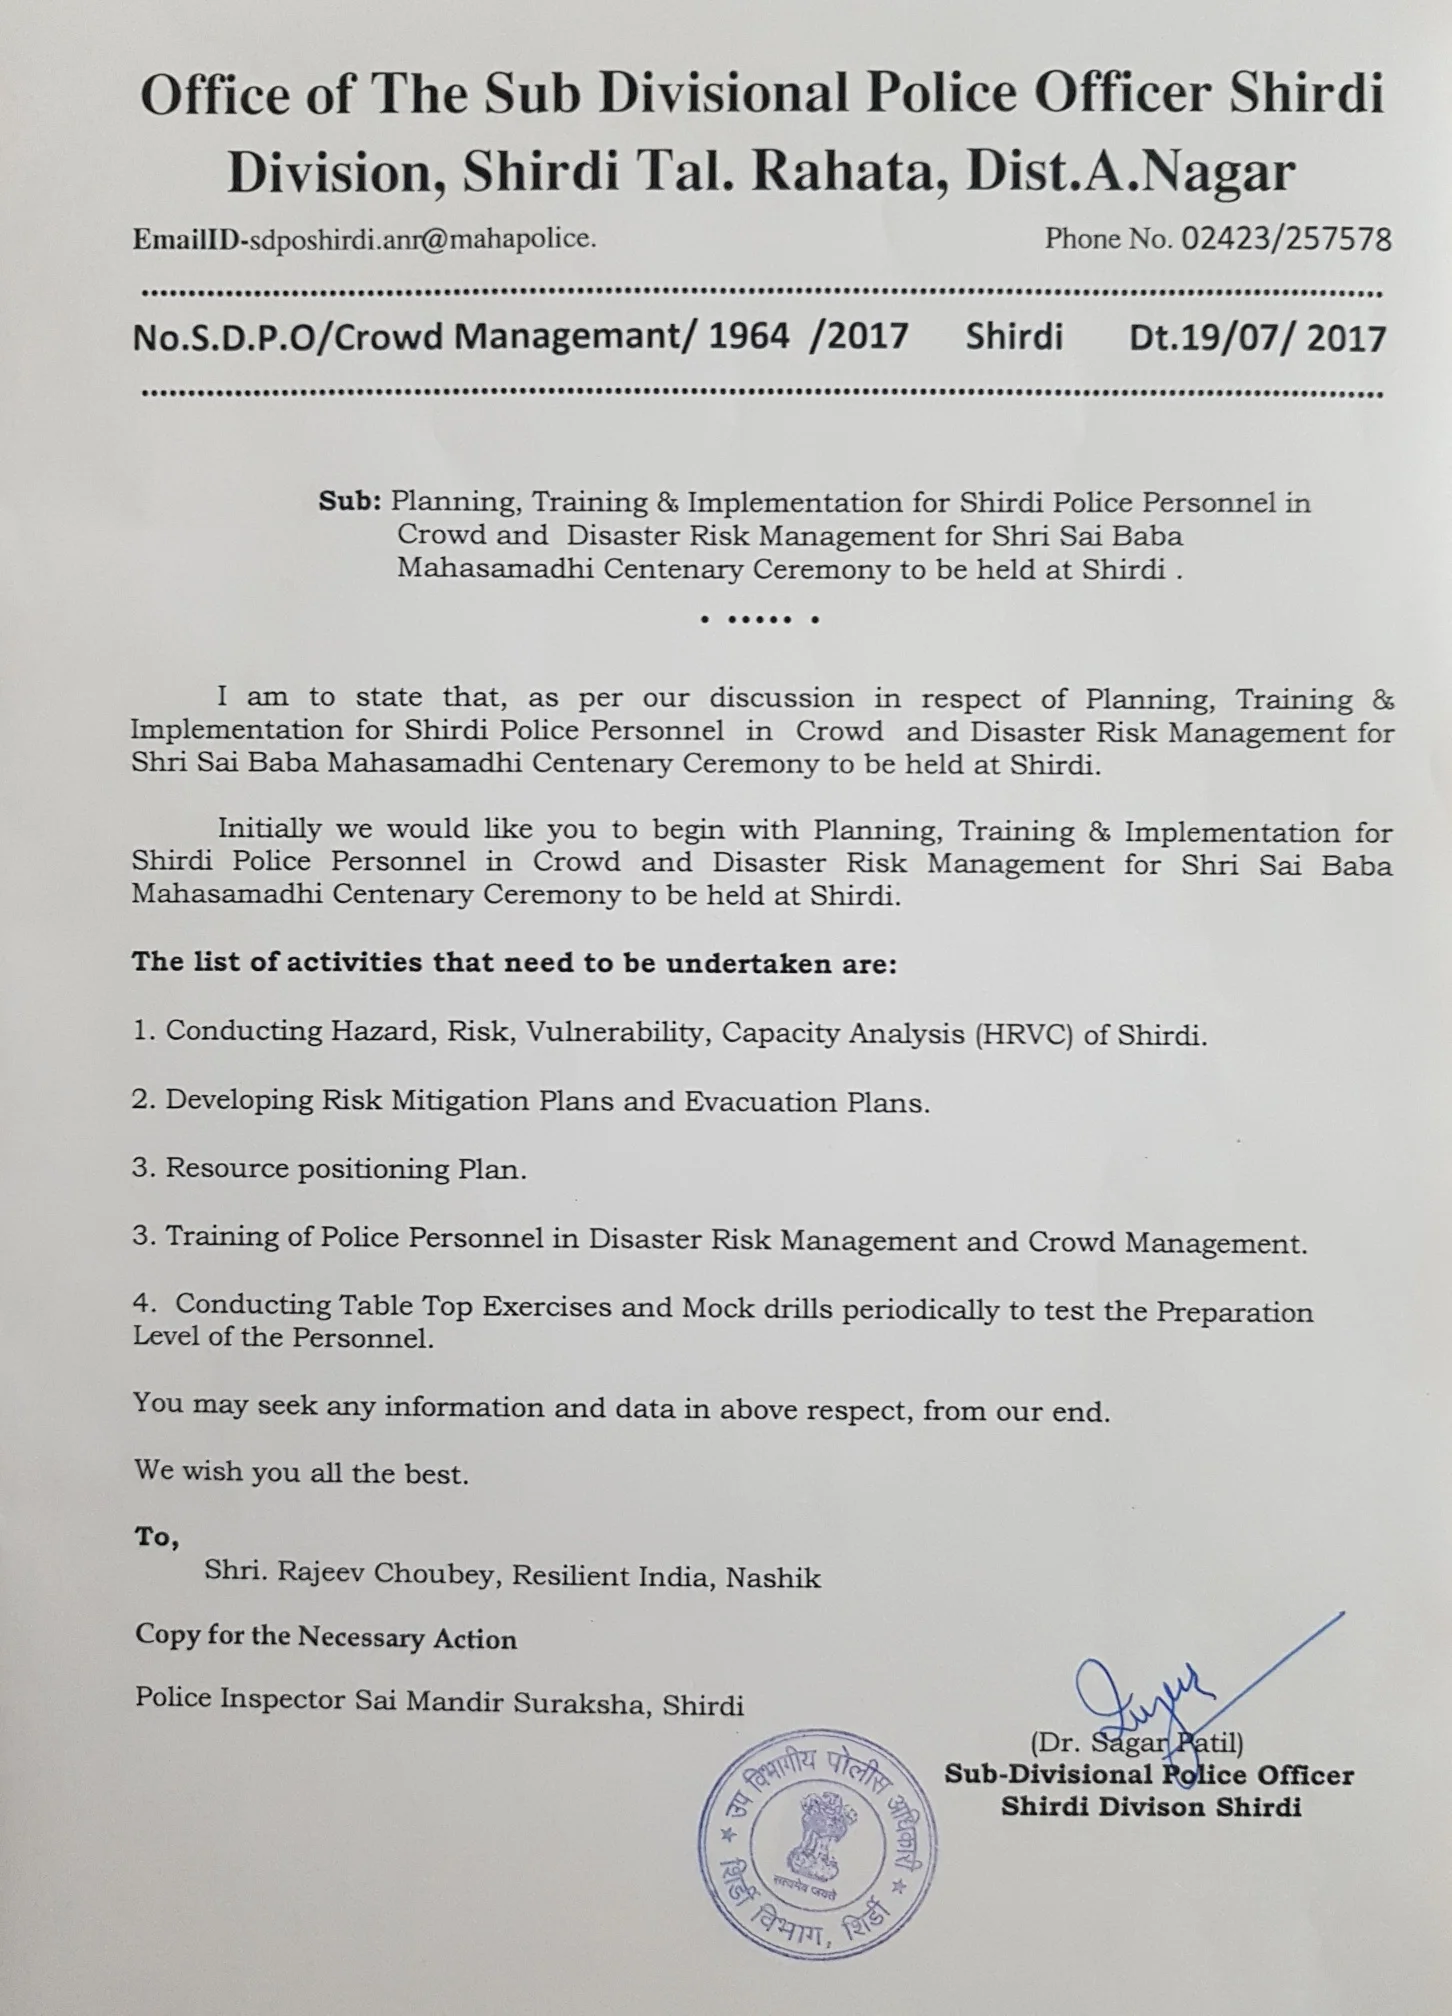 Office of The Sub Divisional Police Officer Shirdi
Division, Shirdi Tal. Rahata, Dist.A.Nagar
EmailID-sdposhirdi.anr@mahapolice.
Phone No. 02423/257578
No.S.D.P.O/Crowd Managemant/ 1964 /2017 Shirdi Dt.19/07/ 2017
Sub: Planning, Training & Implementation for Shirdi Police Personnel in
Crowd and Disaster Risk Management for Shri Sai Baba
Mahasamadhi Centenary Ceremony to be held at Shirdi .
I am to state that, as per our discussion in respect of Planning, Training &
Implementation for Shirdi Police Personnel in Crowd and Disaster Risk Management for
Shri Sai Baba Mahasamadhi Centenary Ceremony to be held at Shirdi.
Initially we would like you to begin with Planning, Training & Implementation for
Shirdi Police Personnel in Crowd and Disaster Risk Management for Shri Sai Baba
Mahasamadhi Centenary Ceremony to be held at Shirdi.
The list of activities that need to be undertaken are:
1. Conducting Hazard, Risk, Vulnerability, Capacity Analysis (HRVC) of Shirdi.
2. Developing Risk Mitigation Plans and Evacuation Plans.
3. Resource positioning Plan.
3. Training of Police Personnel in Disaster Risk Management and Crowd Management.
4. Conducting Table Top Exercises and Mock drills periodically to test the Preparation
Level of the Personnel.
You may seek any information and data in above respect, from our end.
We wish you all the best.
To,
Shri. Rajeev Choubey, Resilient India, Nashik
Copy for the Necessary Action
Police Inspector Sai Mandir Suraksha, Shirdi
(Dr. Sagar Patil)
Sub-Divisional Police Officer
Shirdi Divison Shirdi
उप विभागीय पोलीस अधिकारी
सत्यमेव जयते
शिर्डी विभाग, शिर्डी